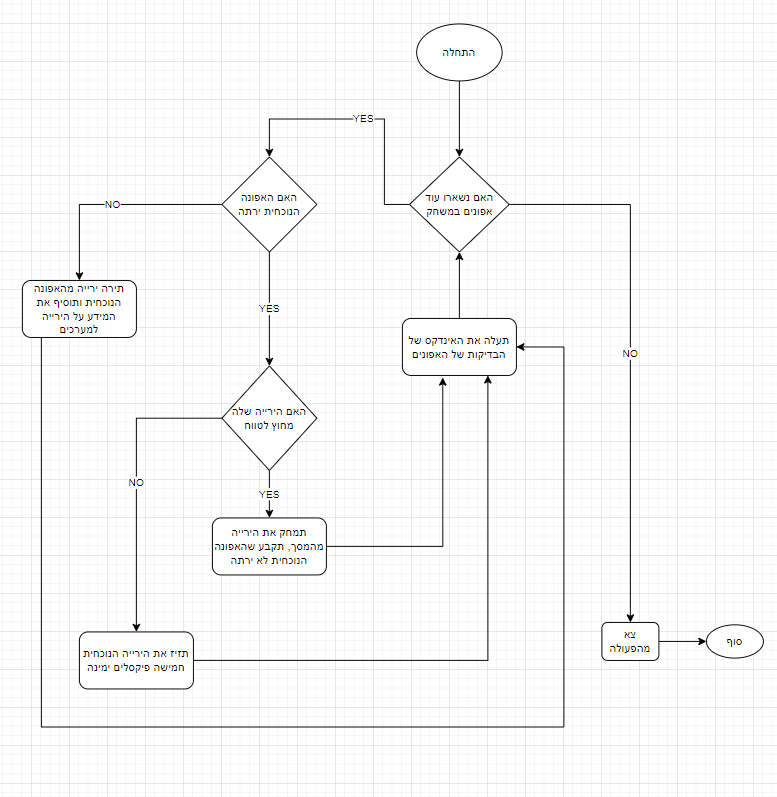 התחלה
YES
האם נשארו עוד
אפונים במשחק
האם האפונה
הנוכחית ירתה
NO
תירה ירייה מהאפונה
הנוכחית ותוסיף את
המידע על הירייה
למערכים
YES
תעלה את האינדקס של
הבדיקות של האפונים
NO
האם הירייה שלה
מחוץ לטווח
NO
YES
תמחק את הירייה
מהמסך, תקבע שהאפונה
הנוכחית לא ירתה
תזיז את הירייה הנוכחית
חמישה פיקסלים ימינה
צא
מהפעולה
סוף